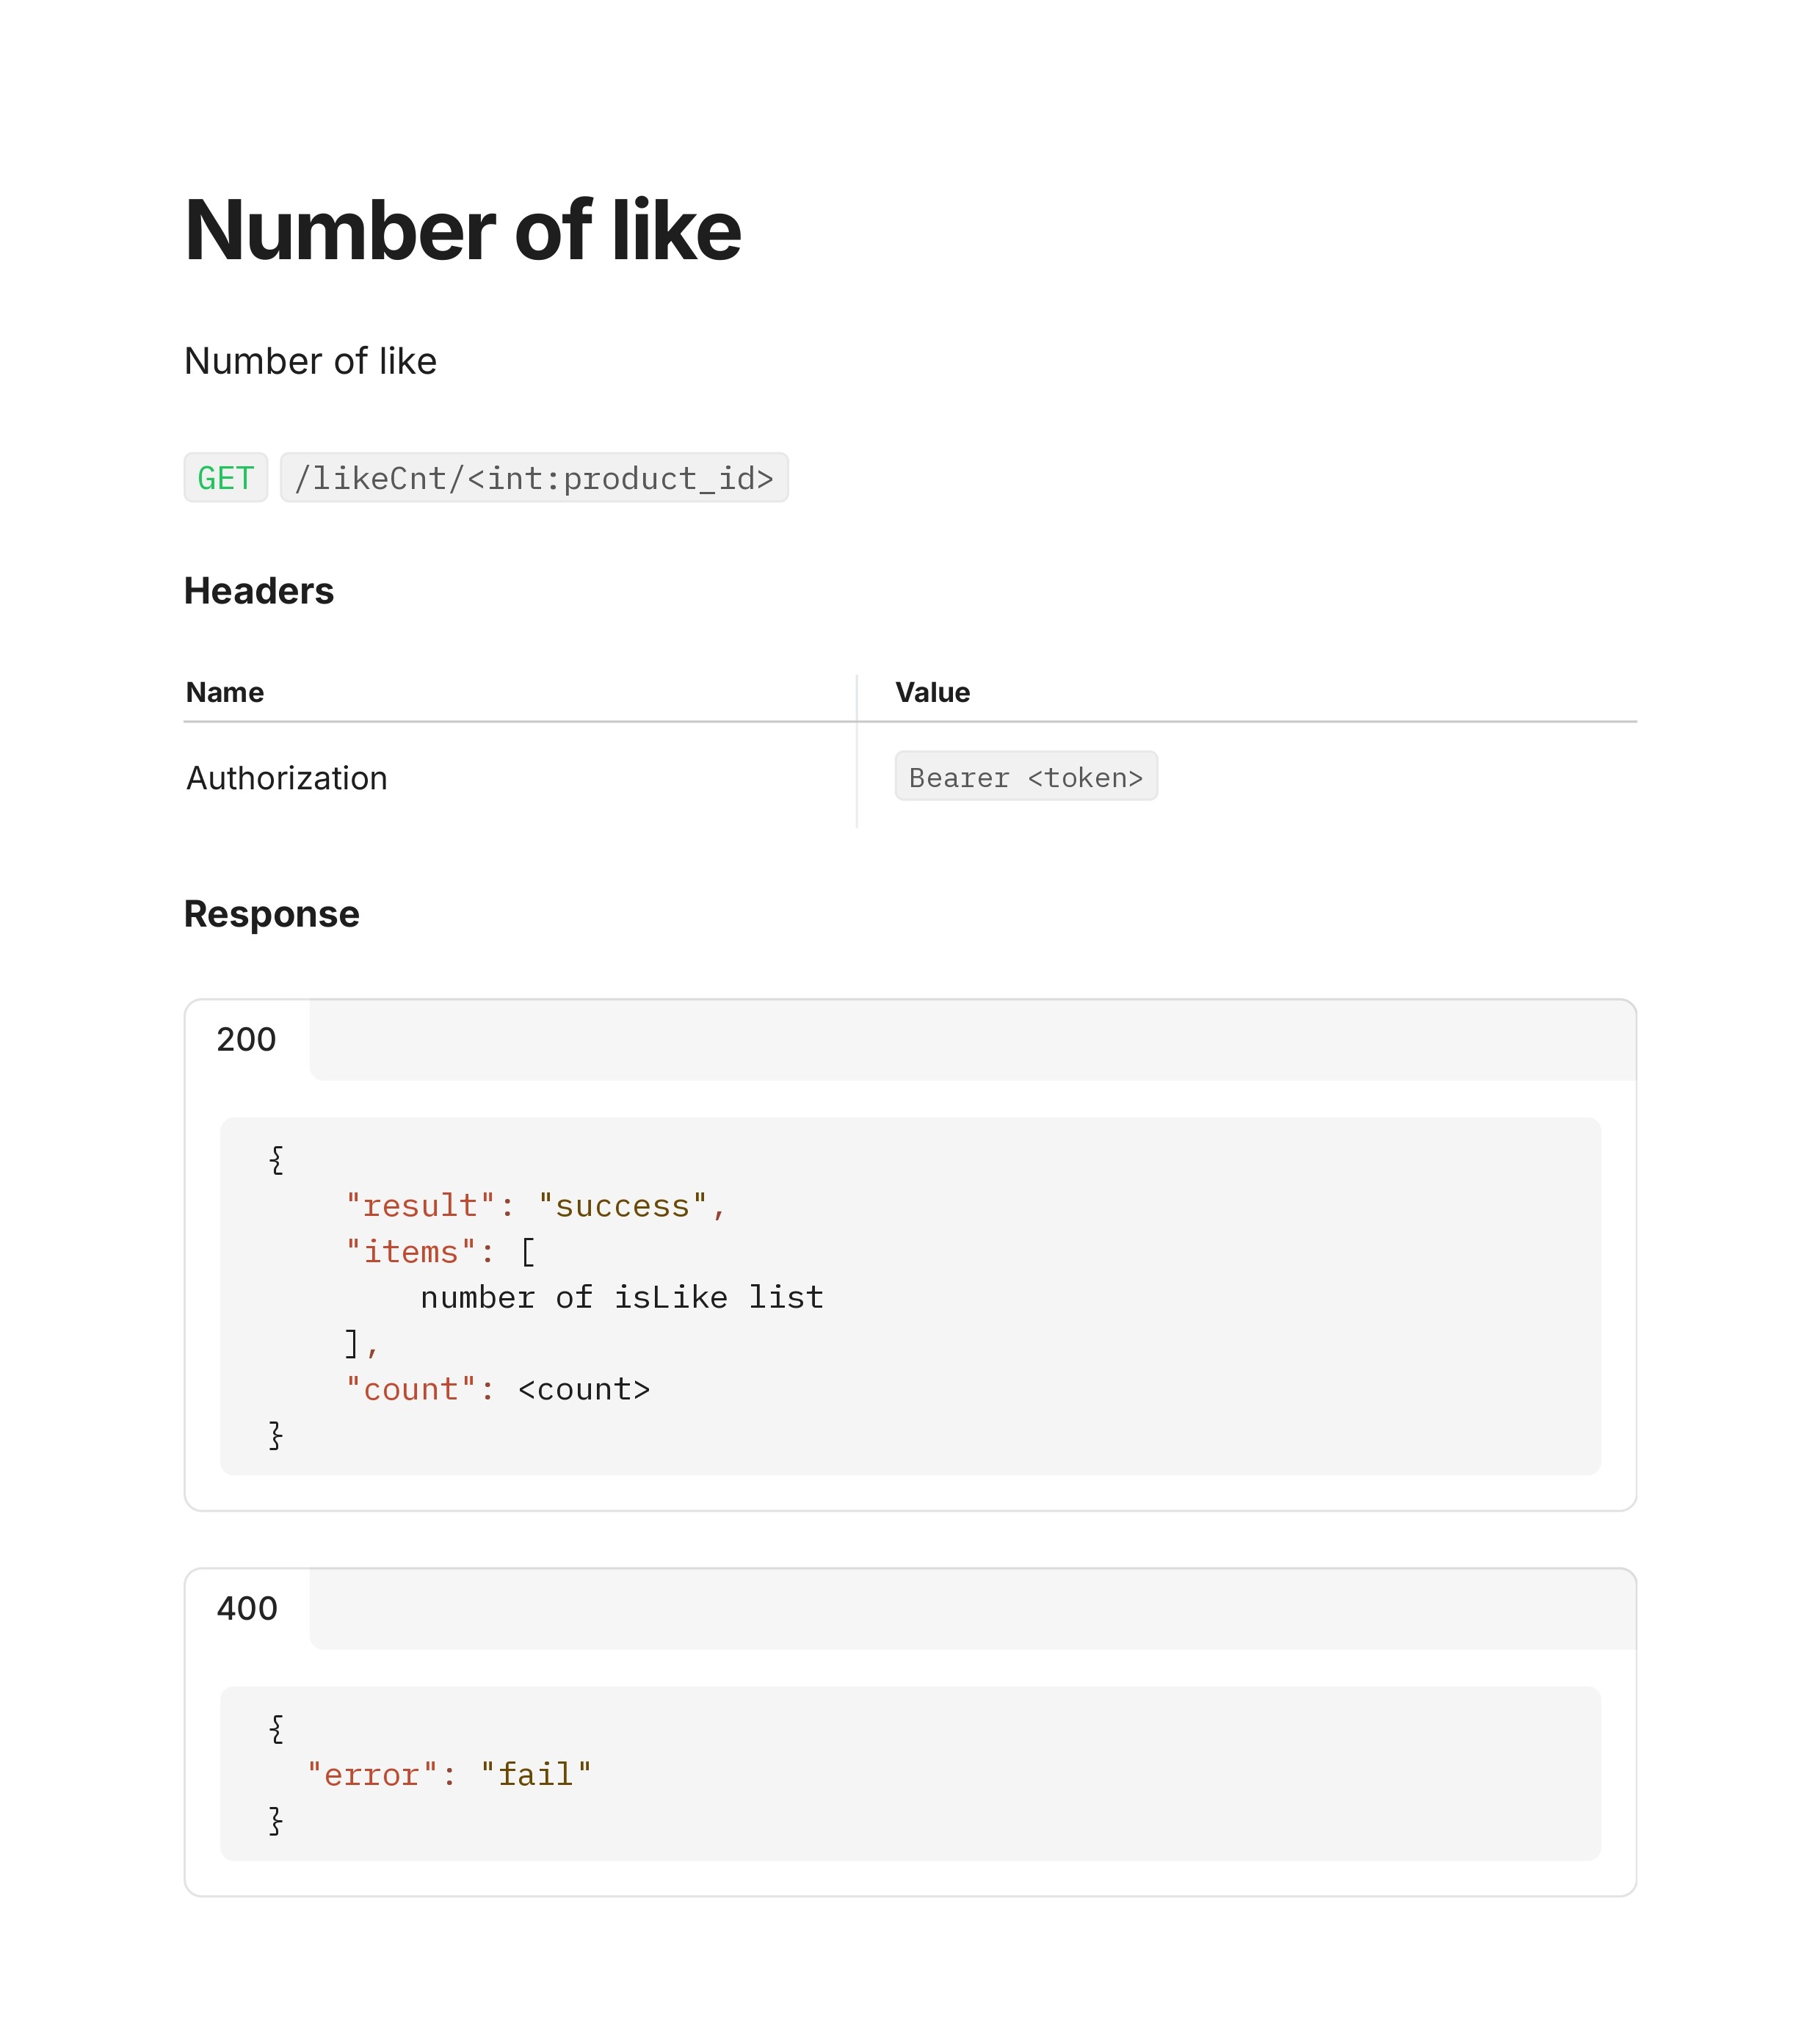 Number of like
Number of like
GET /likeCnt/<int:product_id>
Headers
Name Value
Authorization Bearer <token>
Response
200
{
    "result": "success",
    "items": [
        number of isLike list
    ],
    "count": <count>
}
400
{
  "error": "fail"
}